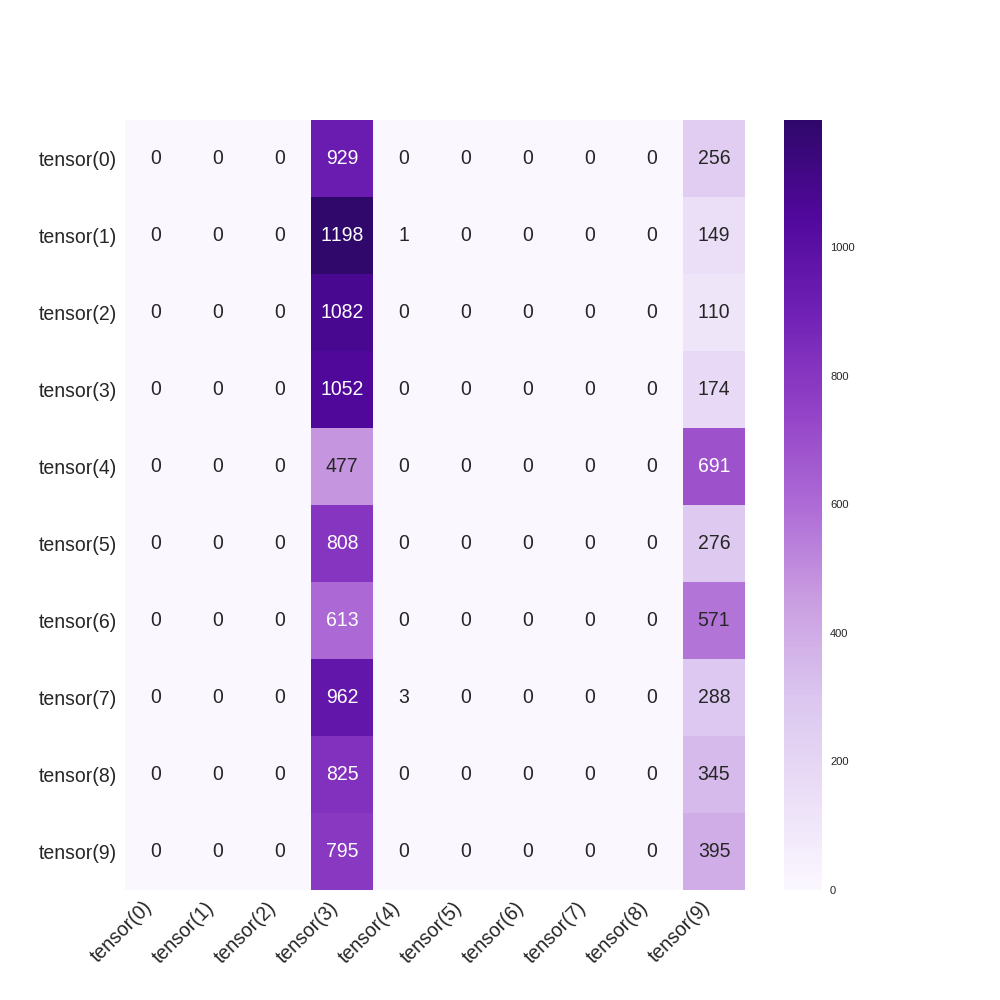 tensor(0) 0 0 0 929 0 0 0 0 0 256
tensor(1) 0 0 0 1198 1 0 0 0 0 149
tensor(2) 0 0 0 1082 0 0 0 0 0 110
tensor(3) 0 0 0 1052 0 0 0 0 0 174
tensor(4) 0 0 0 477 0 0 0 0 0 691
tensor(5) 0 0 0 808 0 0 0 0 0 276
tensor(6) 0 0 0 613 0 0 0 0 0 571
tensor(7) 0 0 0 962 3 0 0 0 0 288
tensor(8) 0 0 0 825 0 0 0 0 0 345
tensor(9) 0 0 0 795 0 0 0 0 0 395
tensor(0) tensor(1) tensor(2) tensor(3) tensor(4) tensor(5) tensor(6) tensor(7) tensor(8) tensor(9)
1000
800
600
400
200
0